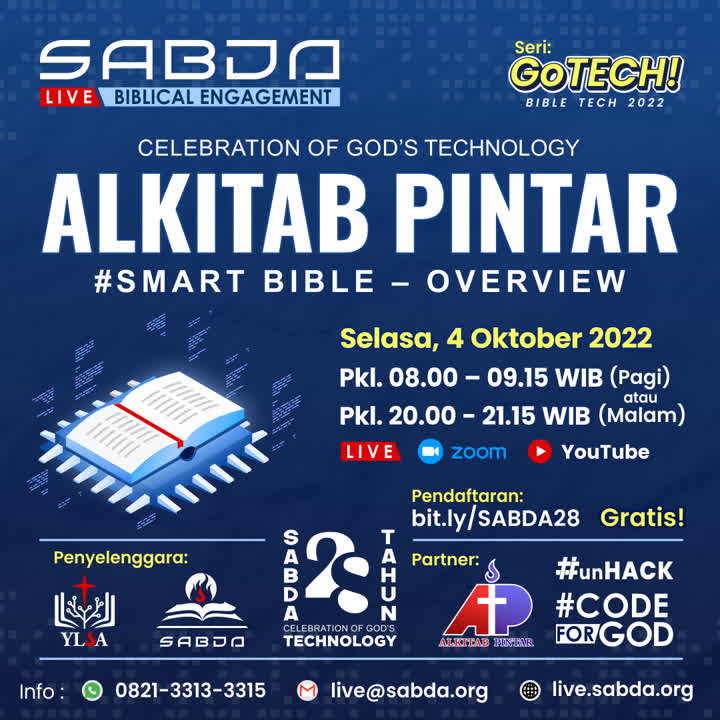 SABDA
LIVE BIBLICAL ENGAGEMENT
Seri:
GoTECH!
BIBLE TECH 2022
CELEBRATION OF GOD'S TECHNOLOGY
ALKITAB PINTAR
#SMART BIBLE – OVERVIEW
Selasa, 4 Oktober 2022
Pkl. 08.00 – 09.15 WIB (Pagi)
atau
Pkl. 20.00 - 21.15 WIB (Malam)
LIVE zoom YouTube
Pendaftaran:
bit.ly/SABDA28 Gratis!
Penyelenggara:
YLSA
SABDA
SABDA 28 TAHUN
CELEBRATION OF GOD'S
TECHNOLOGY
Partner:
AP
ALKITAB PINTAR
#unHACK
#CODE
FOR GOD
Info : 0821-3313-3315 live@sabda.org live.sabda.org